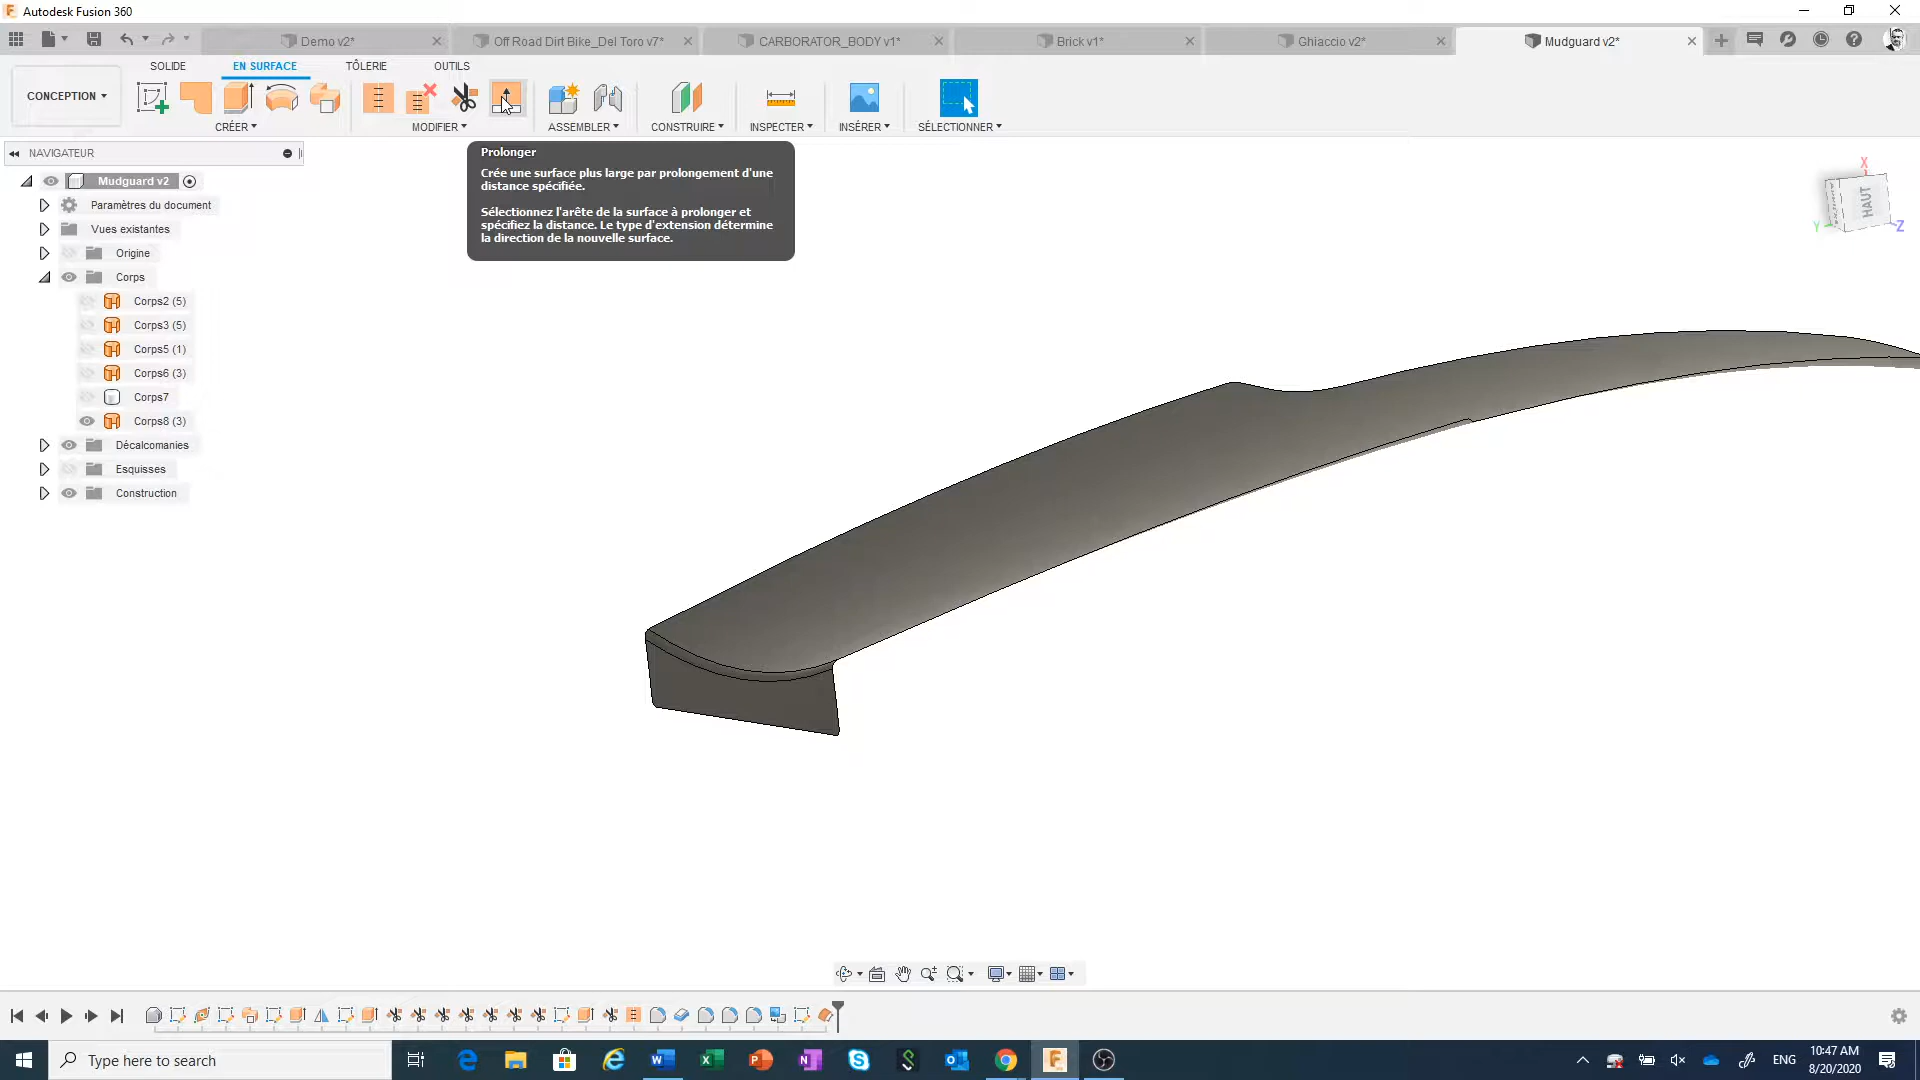 Autodesk Fusion 360
Demo v2*
Off Road Dirt Bike_Del Toro v7*
CARBORATOR_BODY v1*
Brick v1*
Ghiaccio v2*
Mudguard v2*
SOLIDE
EN SURFACE
TÔLERIE
OUTILS
CONCEPTION
CRÉER
MODIFIER
ASSEMBLER
CONSTRUIRE
INSPECTER
INSÉRER
SÉLECTIONNER
NAVIGATEUR
Prolonger
Crée une surface plus large par prolongement d'une
distance spécifiée.
Sélectionnez l'arête de la surface à prolonger et
spécifiez la distance. Le type d'extension détermine
la direction de la nouvelle surface.
Mudguard v2
Paramètres du document
Vues existantes
Origine
Corps
Corps2 (5)
Corps3 (5)
Corps5 (1)
Corps6 (3)
Corps7
Corps8 (3)
Décalcomanies
Esquisses
Construction
X
HAUT
Y
Z
Type here to search
ENG
10:47 AM
8/20/2020